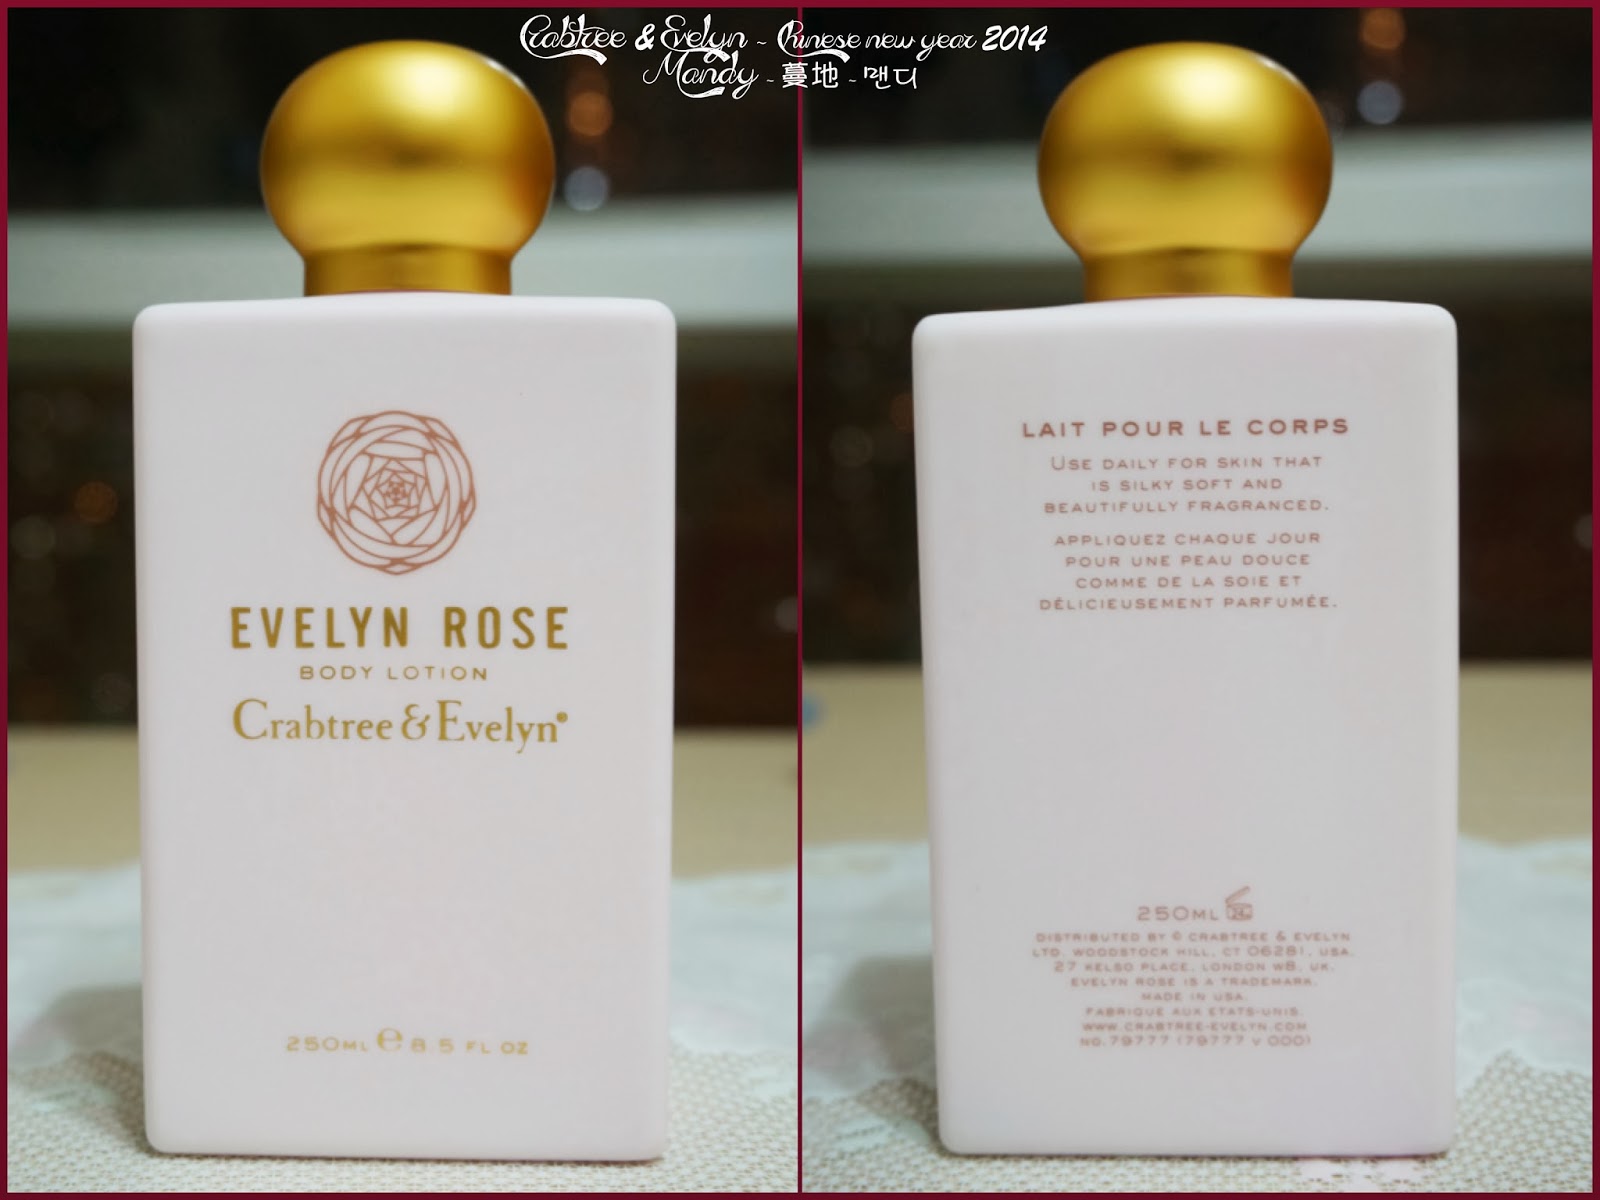 Crabtree & Evelyn ~ Chinese new year 2014
Mandy ~ 蔓地 ~ 맨디
EVELYN ROSE
BODY LOTION
Crabtree & Evelyn®
250ML e 8.5 FL OZ
LAIT POUR LE CORPS
USE DAILY FOR SKIN THAT
IS SILKY SOFT AND
BEAUTIFULLY FRAGRANCED.
APPLIQUEZ CHAQUE JOUR
POUR UNE PEAU DOUCE
COMME DE LA SOIE ET
DÉLICIEUSEMENT PARFUMÉE.
250ML 24M
DISTRIBUTED BY © CRABTREE & EVELYN
LTD. WOODSTOCK HILL, CT 06281, USA.
27 KELSO PLACE, LONDON W8, UK.
EVELYN ROSE IS A TRADEMARK.
MADE IN USA.
FABRIQUE AUX ETATS-UNIS.
WWW.CRABTREE-EVELYN.COM
NO.79777 (79777 V 000)